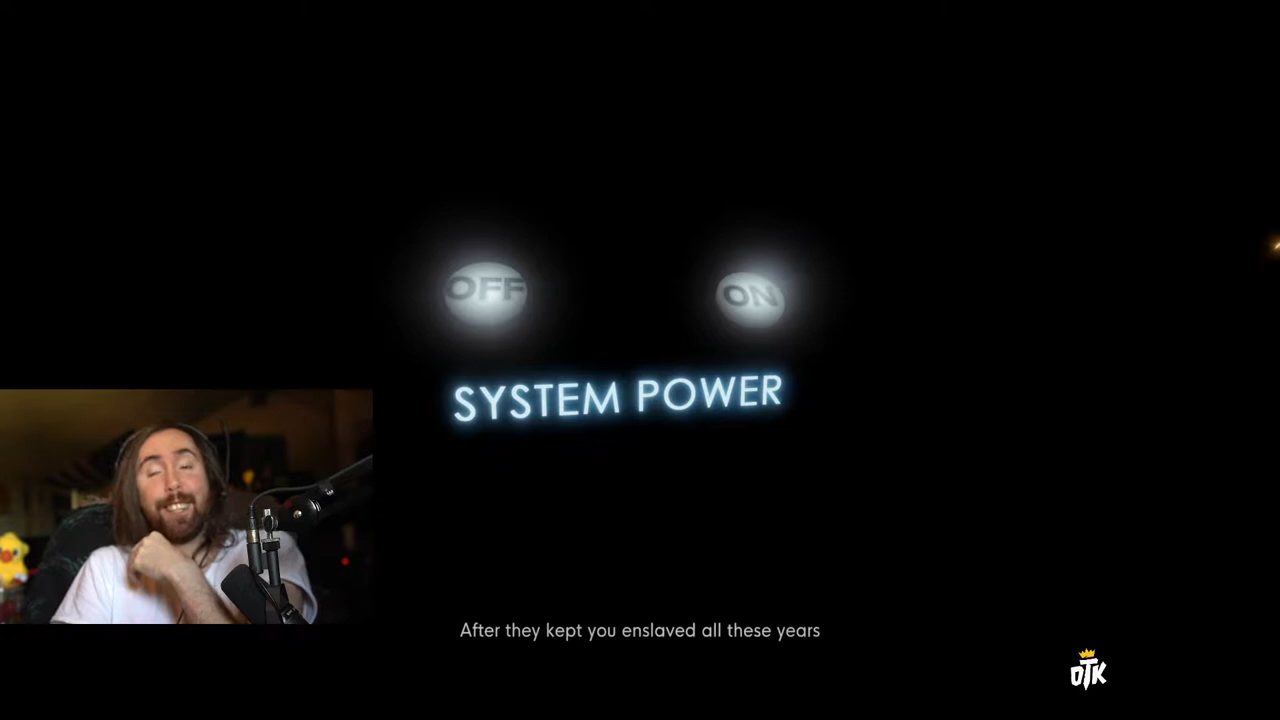 OFF
ON
SYSTEM POWER
After they kept you enslaved all these years
OTK